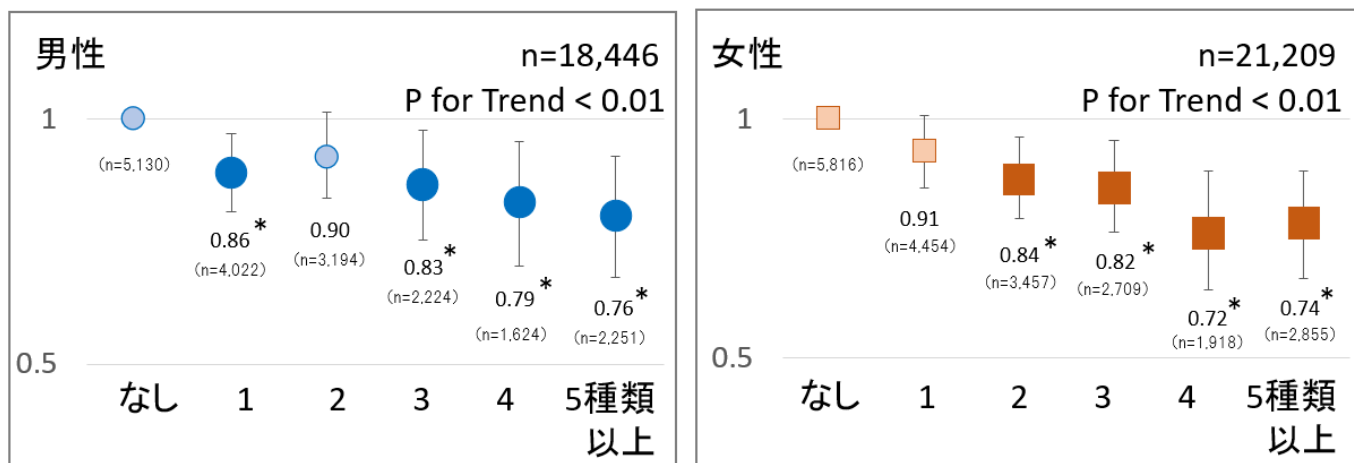 男性
n=18,446
P for Trend < 0.01
1
(n=5,130)
0.86 *
(n=4,022)
0.90
(n=3,194)
0.83 *
(n=2,224)
0.79 *
(n=1,624)
0.76 *
(n=2,251)
0.5
なし 1 2 3 4 5種類
以上
女性
n=21,209
P for Trend < 0.01
1
(n=5,816)
0.91
(n=4,454)
0.84 *
(n=3,457)
0.82 *
(n=2,709)
0.72 *
(n=1,918)
0.74 *
(n=2,855)
0.5
なし 1 2 3 4 5種類
以上